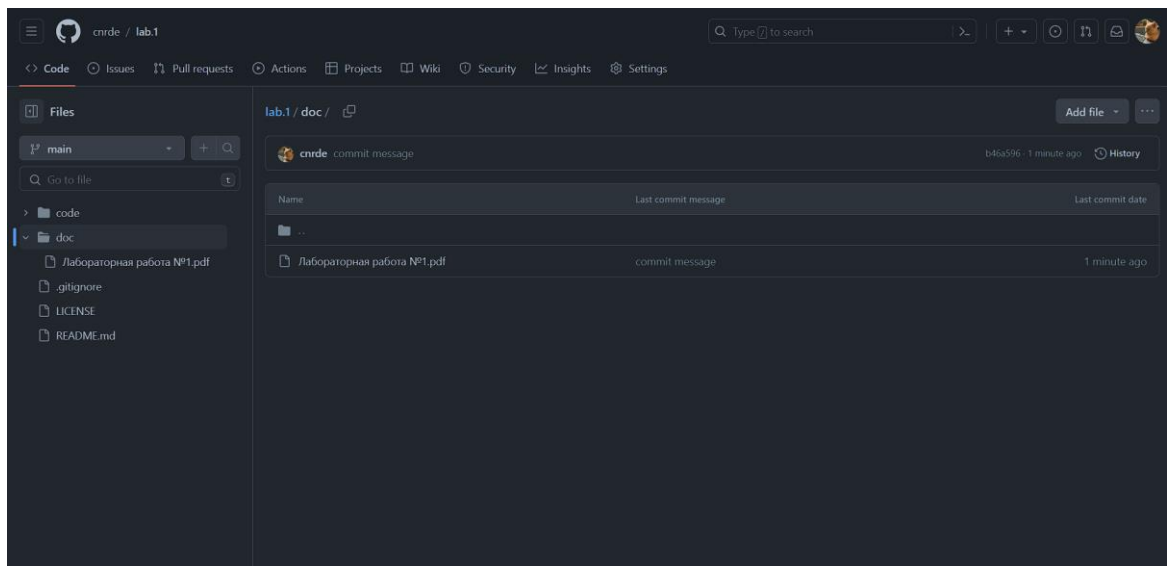 cnrde / lab.1
Type / to search
Code Issues Pull requests Actions Projects Wiki Security Insights Settings
Files
lab.1 / doc /
Add file
main
cnrde commit message
b46a596 · 1 minute ago History
Go to file
t
Name Last commit message Last commit date
code
..
doc
Лабораторная работа №1.pdf
Лабораторная работа №1.pdf commit message 1 minute ago
.gitignore
LICENSE
README.md